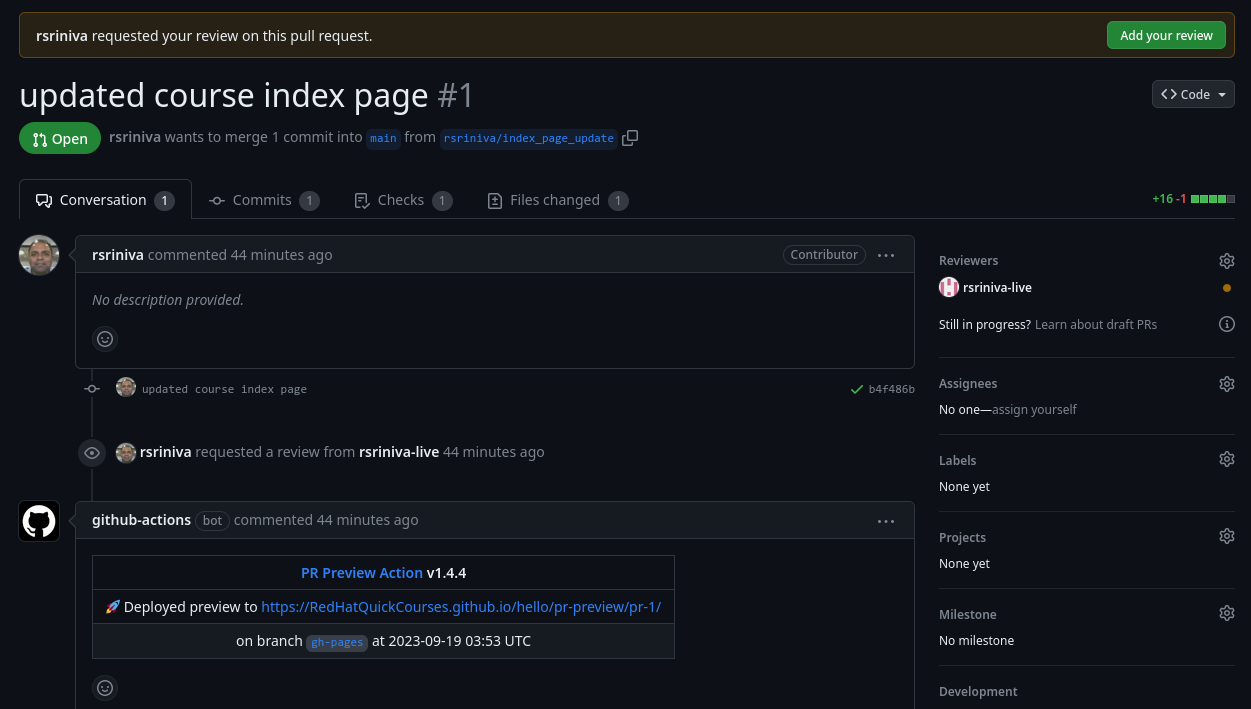 rsriniva requested your review on this pull request.
Add your review
updated course index page #1
Code
Open
rsriniva wants to merge 1 commit into main from rsriniva/index_page_update
Conversation 1
Commits 1
Checks 1
Files changed 1
+16 -1
rsriniva commented 44 minutes ago
Contributor
No description provided.
updated course index page
b4f486b
rsriniva requested a review from rsriniva-live 44 minutes ago
github-actions bot commented 44 minutes ago
PR Preview Action v1.4.4
🚀 Deployed preview to https://RedHatQuickCourses.github.io/hello/pr-preview/pr-1/
on branch gh-pages at 2023-09-19 03:53 UTC
Reviewers
rsriniva-live
Still in progress? Learn about draft PRs
Assignees
No one—assign yourself
Labels
None yet
Projects
None yet
Milestone
No milestone
Development